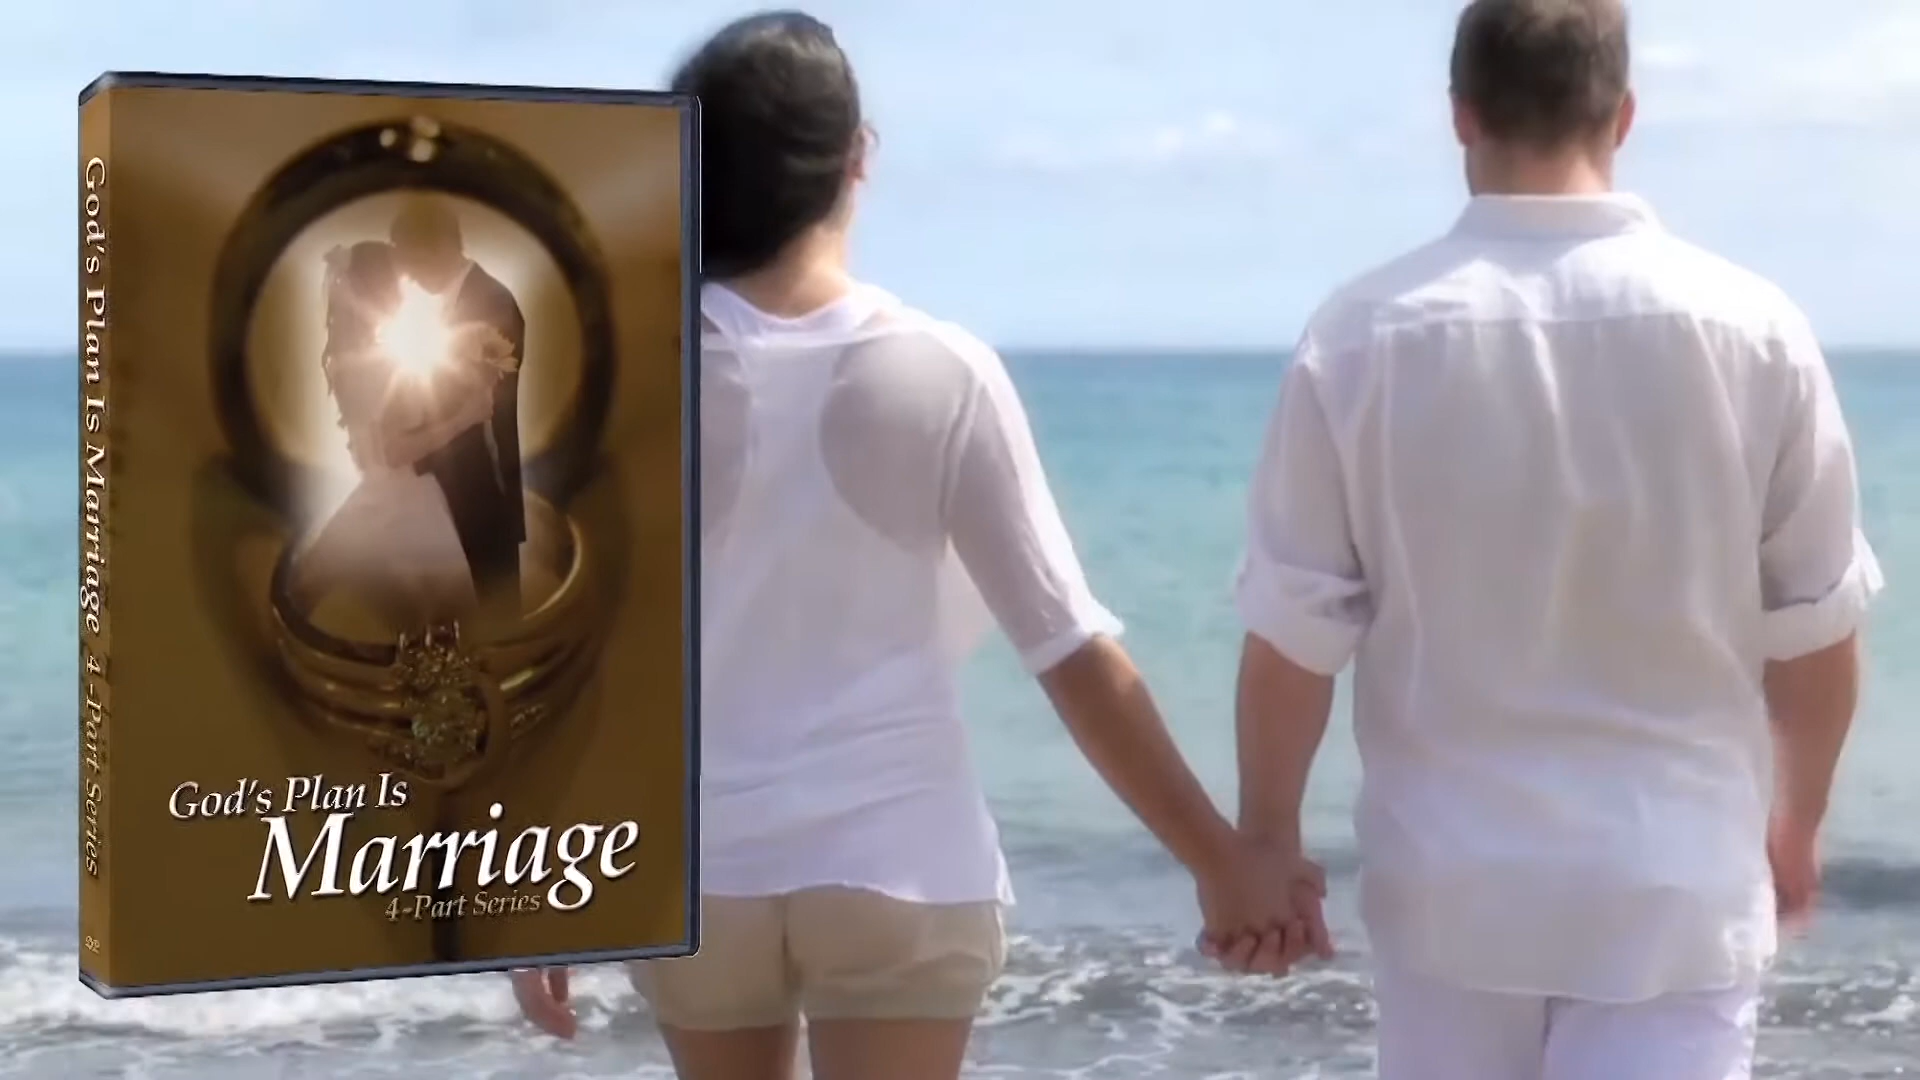 God's Plan Is Marriage 4-Part Series
God's Plan Is
Marriage
4-Part Series